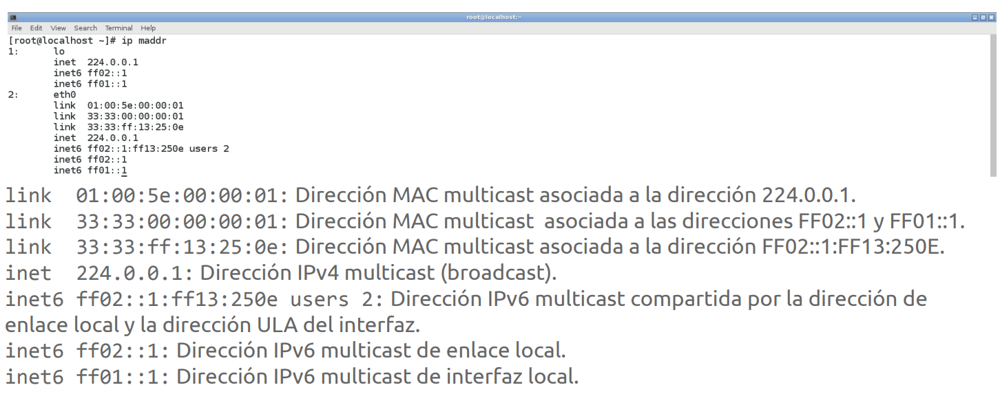 root@localhost:~
File Edit View Search Terminal Help
[root@localhost ~]# ip maddr
1: lo
inet 224.0.0.1
inet6 ff02::1
inet6 ff01::1
2: eth0
link 01:00:5e:00:00:01
link 33:33:00:00:00:01
link 33:33:ff:13:25:0e
inet 224.0.0.1
inet6 ff02::1:ff13:250e users 2
inet6 ff02::1
inet6 ff01::1
link 01:00:5e:00:00:01: Dirección MAC multicast asociada a la dirección 224.0.0.1.
link 33:33:00:00:00:01: Dirección MAC multicast asociada a las direcciones FF02::1 y FF01::1.
link 33:33:ff:13:25:0e: Dirección MAC multicast asociada a la dirección FF02::1:FF13:250E.
inet 224.0.0.1: Dirección IPv4 multicast (broadcast).
inet6 ff02::1:ff13:250e users 2: Dirección IPv6 multicast compartida por la dirección de
enlace local y la dirección ULA del interfaz.
inet6 ff02::1: Dirección IPv6 multicast de enlace local.
inet6 ff01::1: Dirección IPv6 multicast de interfaz local.